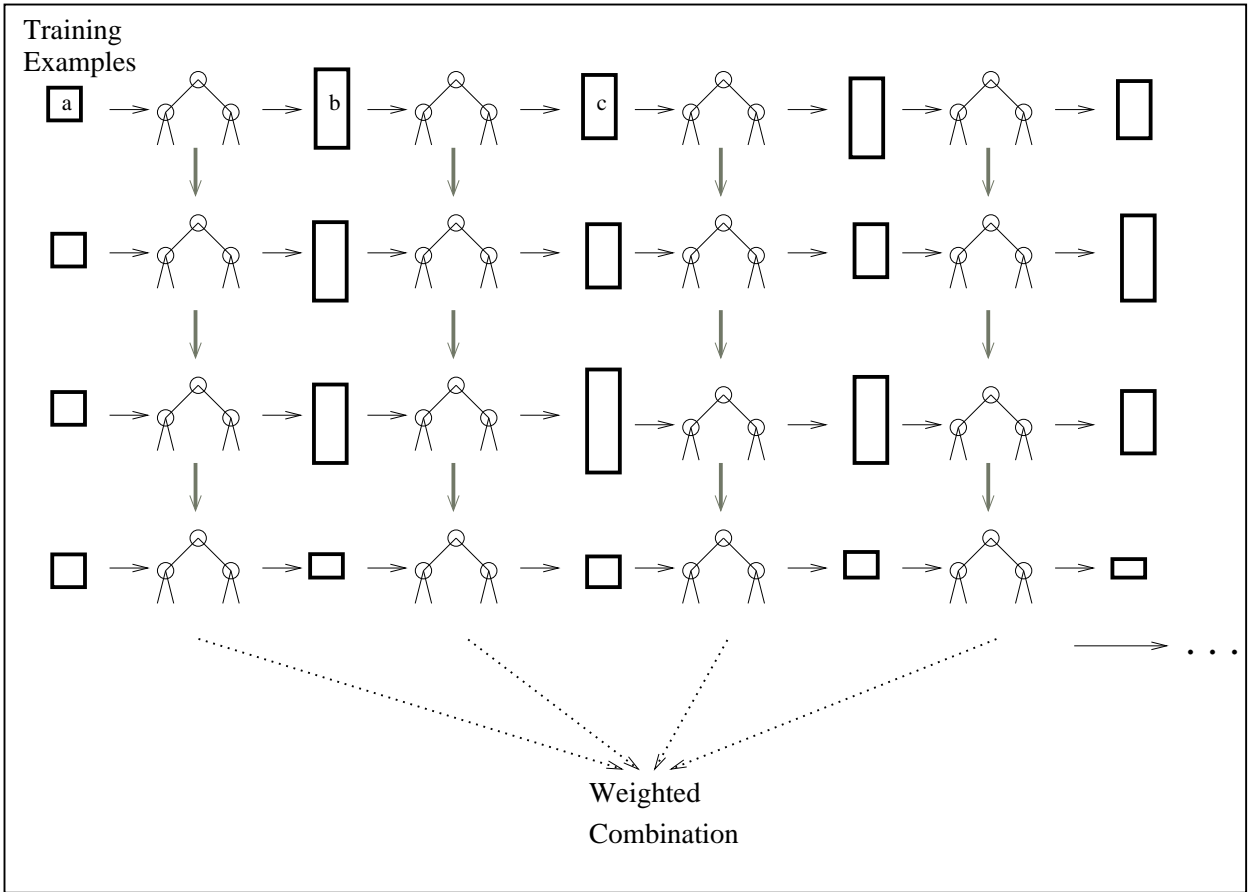 Training
Examples
a
b
c
. . .
Weighted
Combination